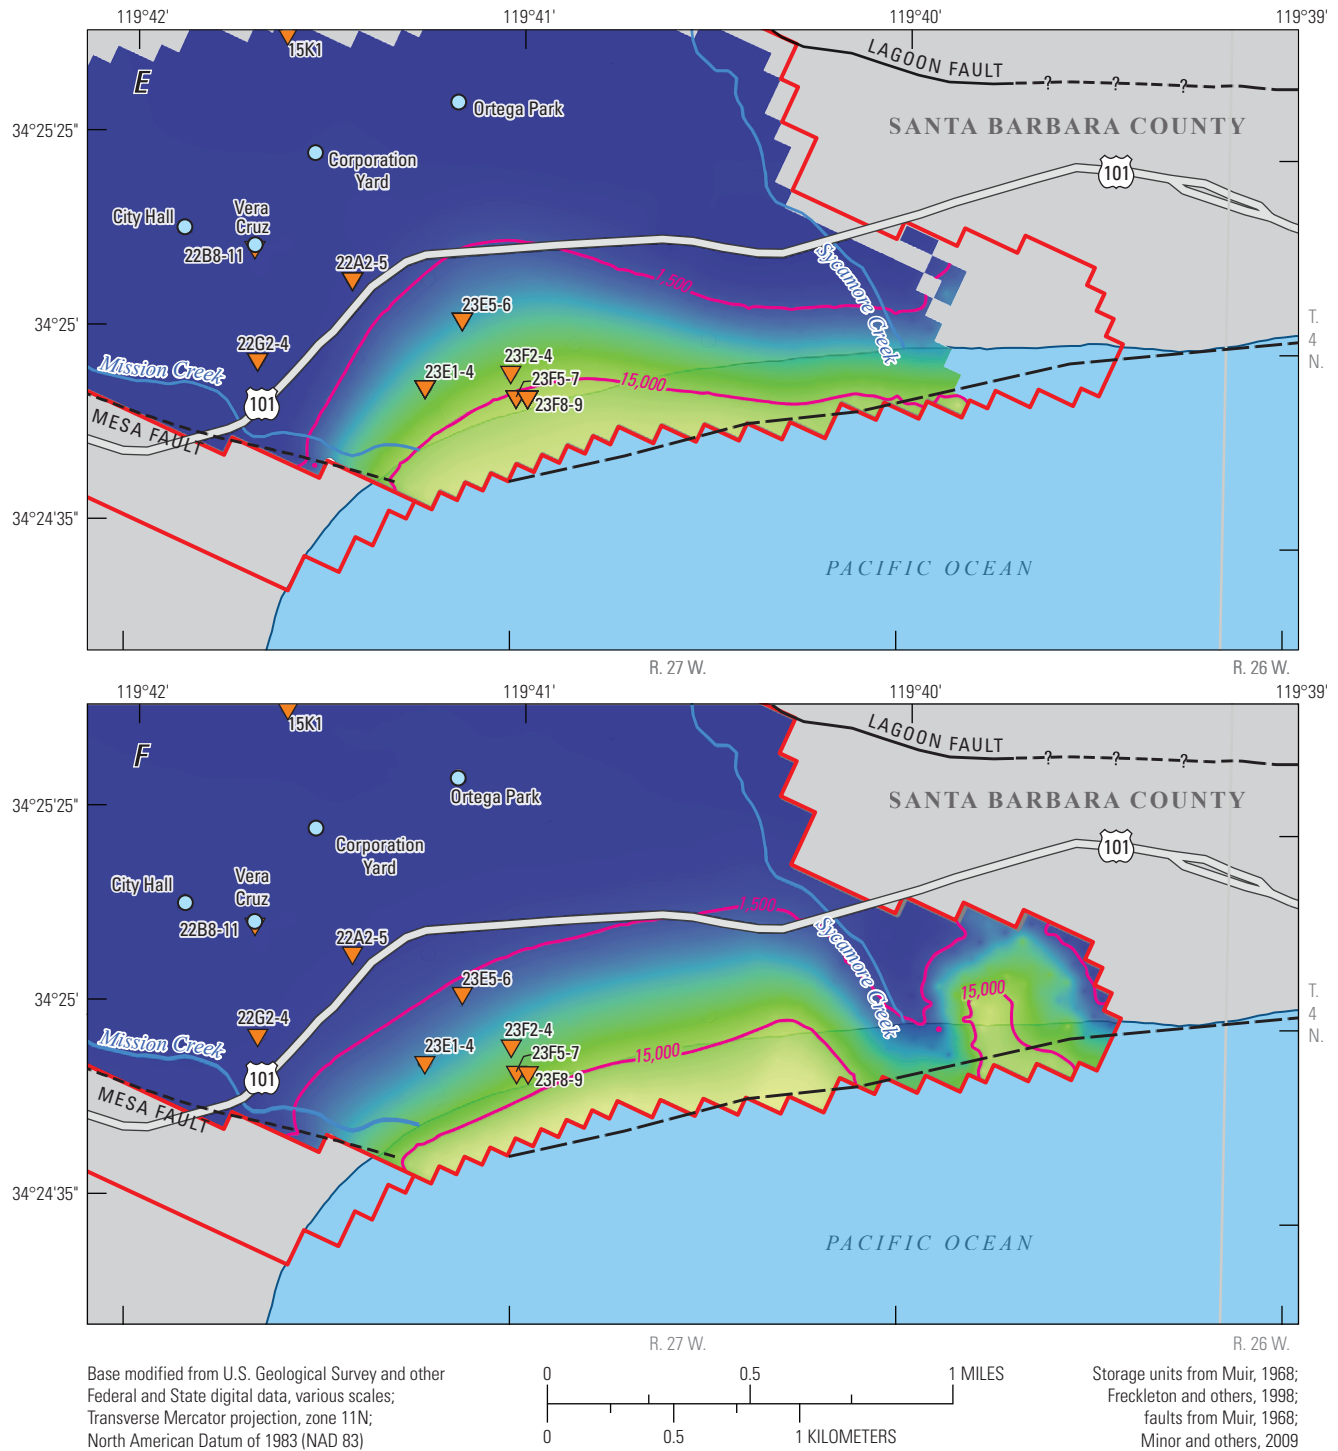 119°42'
119°41'
119°40'
119°39'
15K1
E
LAGOON FAULT
? ? ?
Ortega Park
34°25'25"
SANTA BARBARA COUNTY
Corporation
Yard
101
City Hall
Vera
Cruz
22B8-11
22A2-5
Sycamore Creek
1,500
23E5-6
34°25'
T.
4
N.
22G2-4
Mission Creek
23F2-4
23E1-4
15,000
23F5-7
23F8-9
101
MESA FAULT
34°24'35"
PACIFIC OCEAN
R. 27 W.
R. 26 W.
119°42'
119°41'
119°40'
119°39'
15K1
F
LAGOON FAULT
? ? ?
Ortega Park
34°25'25"
SANTA BARBARA COUNTY
Corporation
Yard
101
City Hall
Vera
Cruz
22B8-11
1,500
22A2-5
Sycamore Creek
23E5-6
15,000
34°25'
T.
4
N.
22G2-4
Mission Creek
23F2-4
23E1-4
23F5-7
15,000
23F8-9
101
MESA FAULT
34°24'35"
PACIFIC OCEAN
R. 27 W.
R. 26 W.
Base modified from U.S. Geological Survey and other
Federal and State digital data, various scales;
Transverse Mercator projection, zone 11N;
North American Datum of 1983 (NAD 83)
0 0.5 1 MILES
0 0.5 1 KILOMETERS
Storage units from Muir, 1968;
Freckleton and others, 1998;
faults from Muir, 1968;
Minor and others, 2009